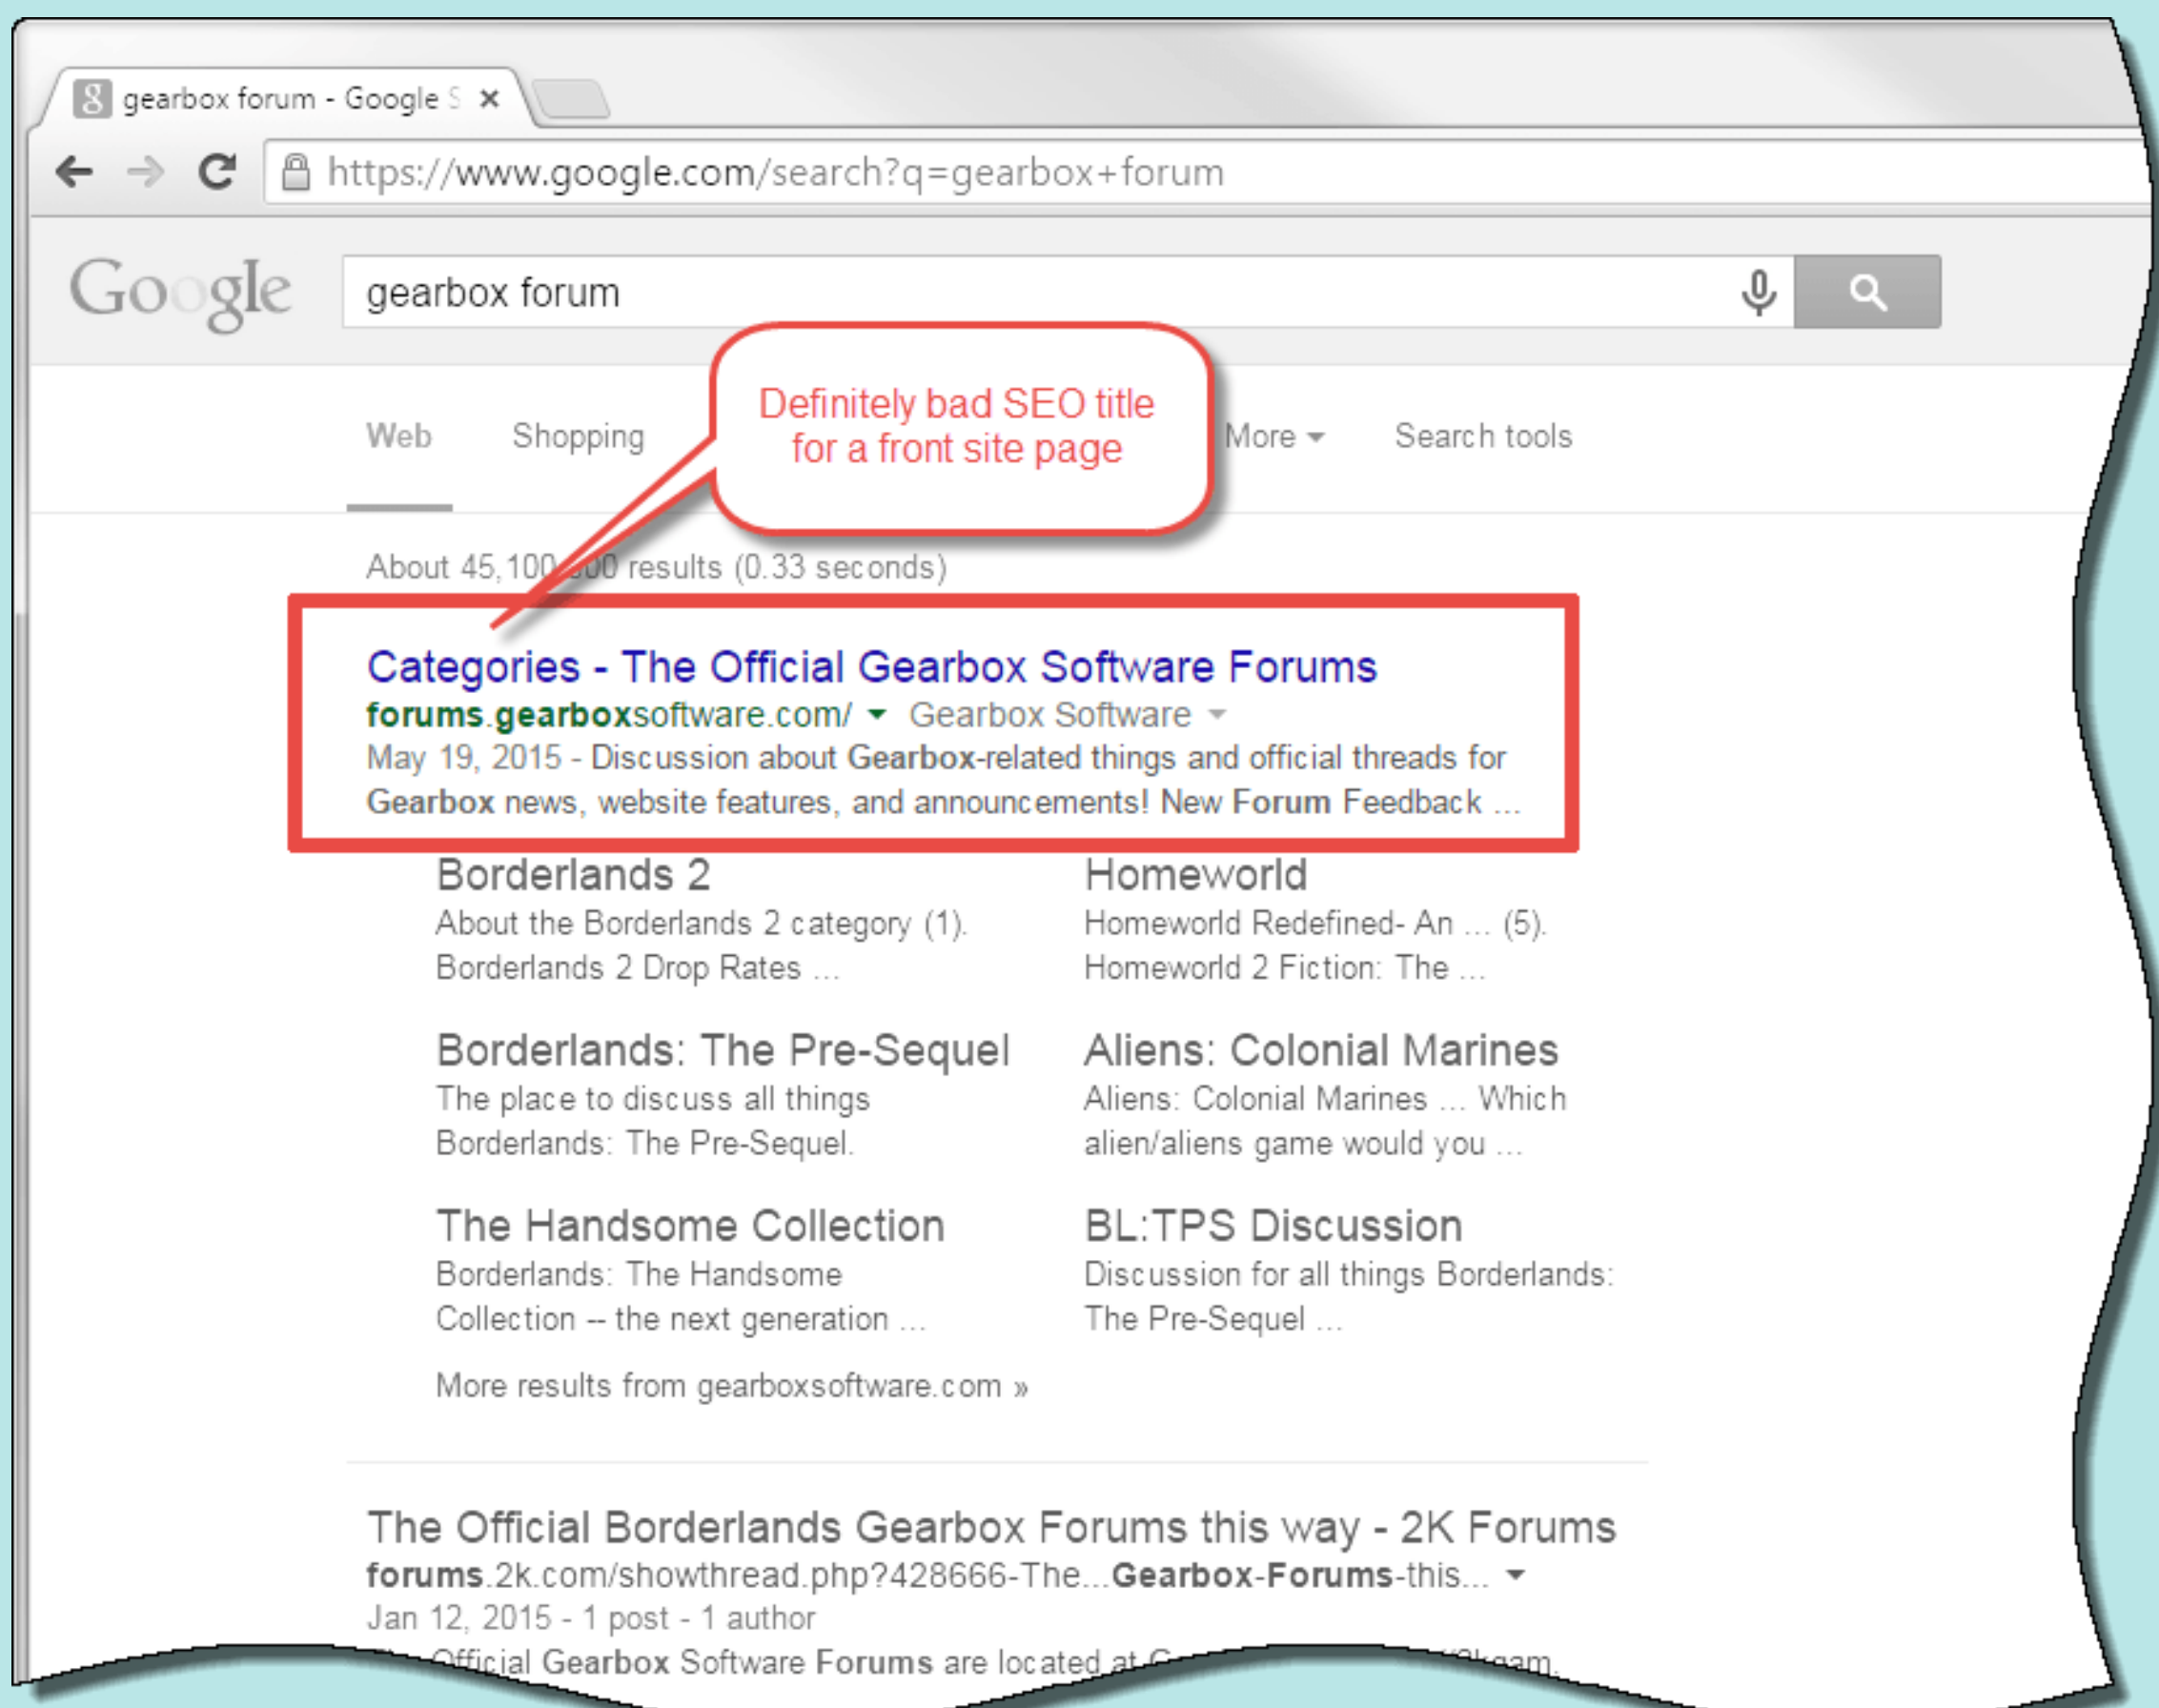 gearbox forum - Google S
https://www.google.com/search?q=gearbox+forum
Google
gearbox forum
Definitely bad SEO title
for a front site page
Web Shopping More Search tools
About 45,100 results (0.33 seconds)
Categories - The Official Gearbox Software Forums
forums.gearboxsoftware.com/ Gearbox Software
May 19, 2015 - Discussion about Gearbox-related things and official threads for
Gearbox news, website features, and announcements! New Forum Feedback ...
Borderlands 2
About the Borderlands 2 category (1).
Borderlands 2 Drop Rates ...
Homeworld
Homeworld Redefined- An ... (5).
Homeworld 2 Fiction: The ...
Borderlands: The Pre-Sequel
The place to discuss all things
Borderlands: The Pre-Sequel.
Aliens: Colonial Marines
Aliens: Colonial Marines ... Which
alien/aliens game would you ...
The Handsome Collection
Borderlands: The Handsome
Collection -- the next generation ...
BL:TPS Discussion
Discussion for all things Borderlands:
The Pre-Sequel ...
More results from gearboxsoftware.com »
The Official Borderlands Gearbox Forums this way - 2K Forums
forums.2k.com/showthread.php?428666-The...Gearbox-Forums-this...
Jan 12, 2015 - 1 post - 1 author
Official Gearbox Software Forums are located at